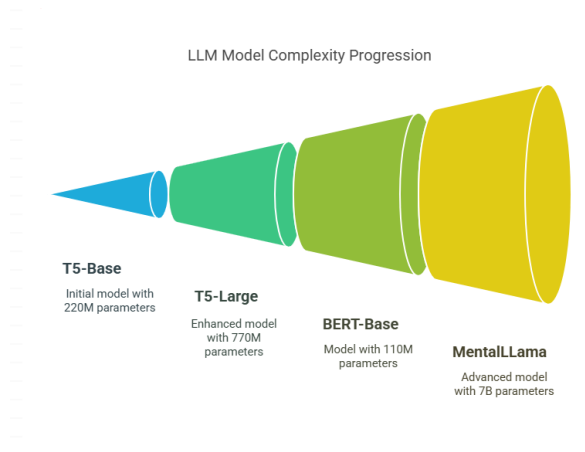 LLM Model Complexity Progression
T5-Base
Initial model with
220M parameters
T5-Large
Enhanced model
with 770M
parameters
BERT-Base
Model with 110M
parameters
MentalLLama
Advanced model
with 7B parameters